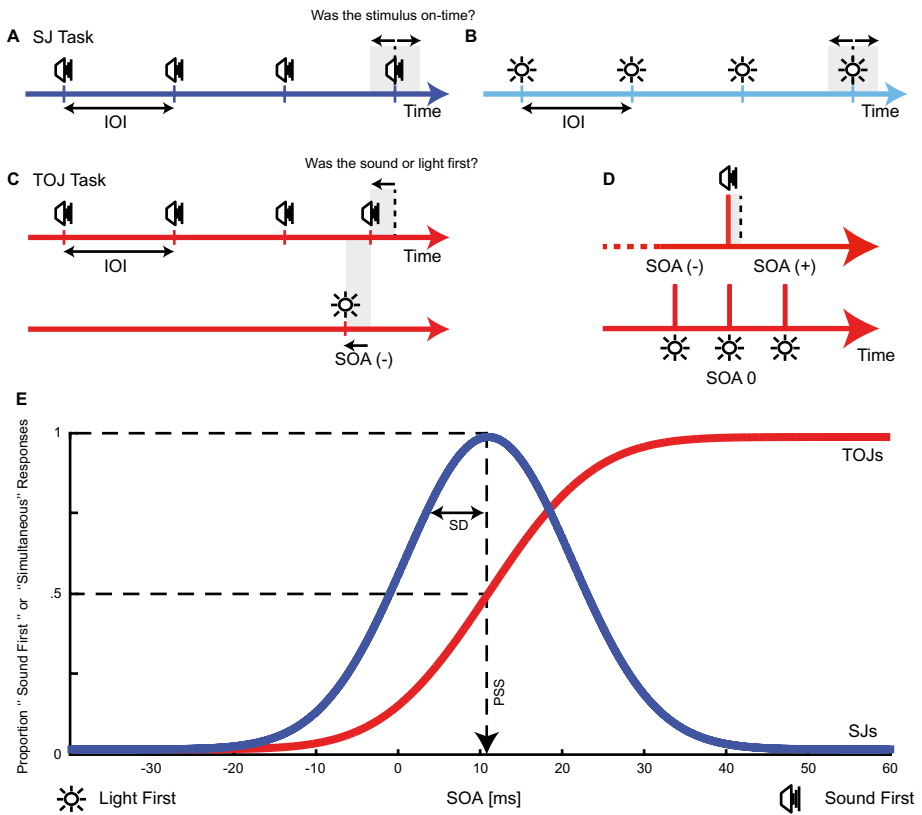 Was the stimulus on-time?
A SJ Task
B
IOI
Time
IOI
Time
Was the sound or light first?
C TOJ Task
D
IOI
Time
SOA (-)
SOA (-)
SOA (+)
Time
SOA 0
E
Proportion " Sound First " or "Simultaneous" Responses
1
.5
0
SD
PSS
TOJs
SJs
-30 -20 -10 0 10 20 30 40 50 60
Light First
SOA [ms]
Sound First